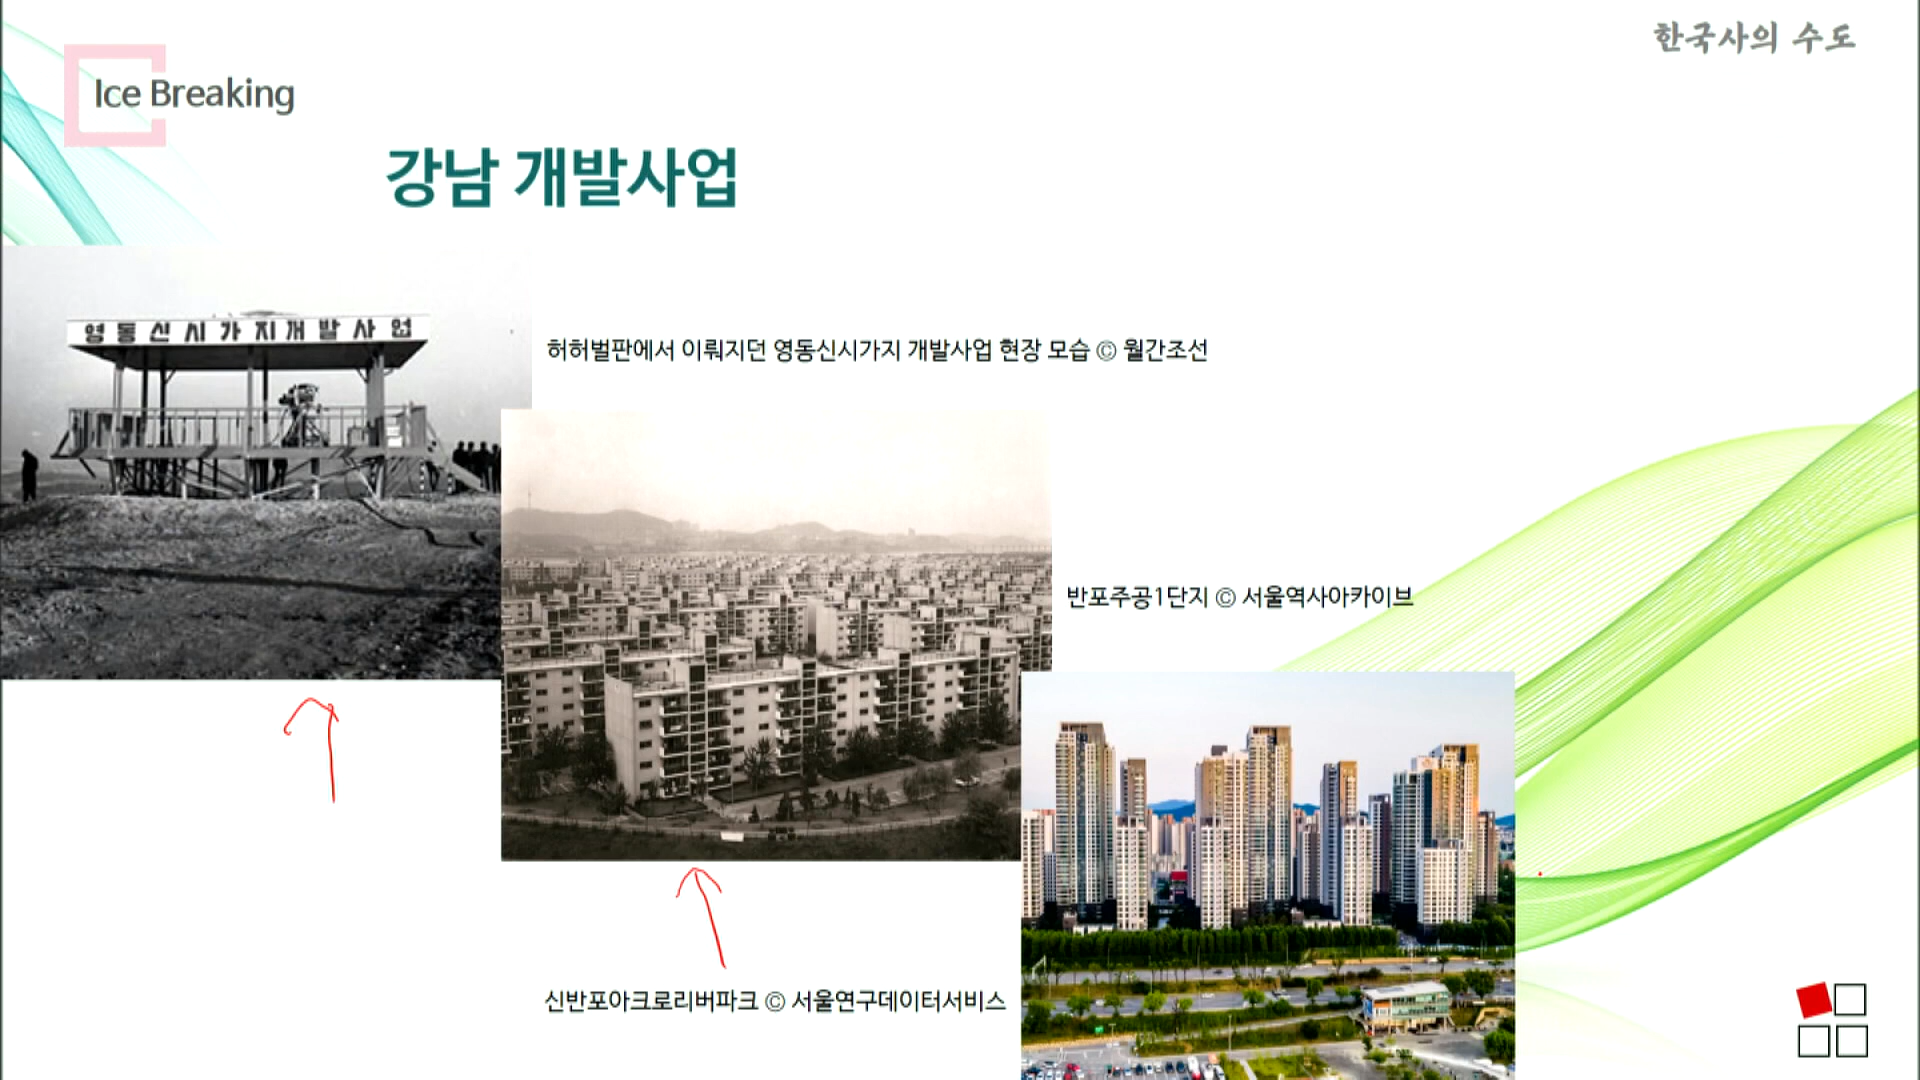 한국사의 수도
Ice Breaking
강남 개발사업
영동신시가지개발사업
허허벌판에서 이뤄지던 영동신시가지 개발사업 현장 모습 © 월간조선
반포주공1단지 © 서울역사아카이브
신반포아크로리버파크 © 서울연구데이터서비스